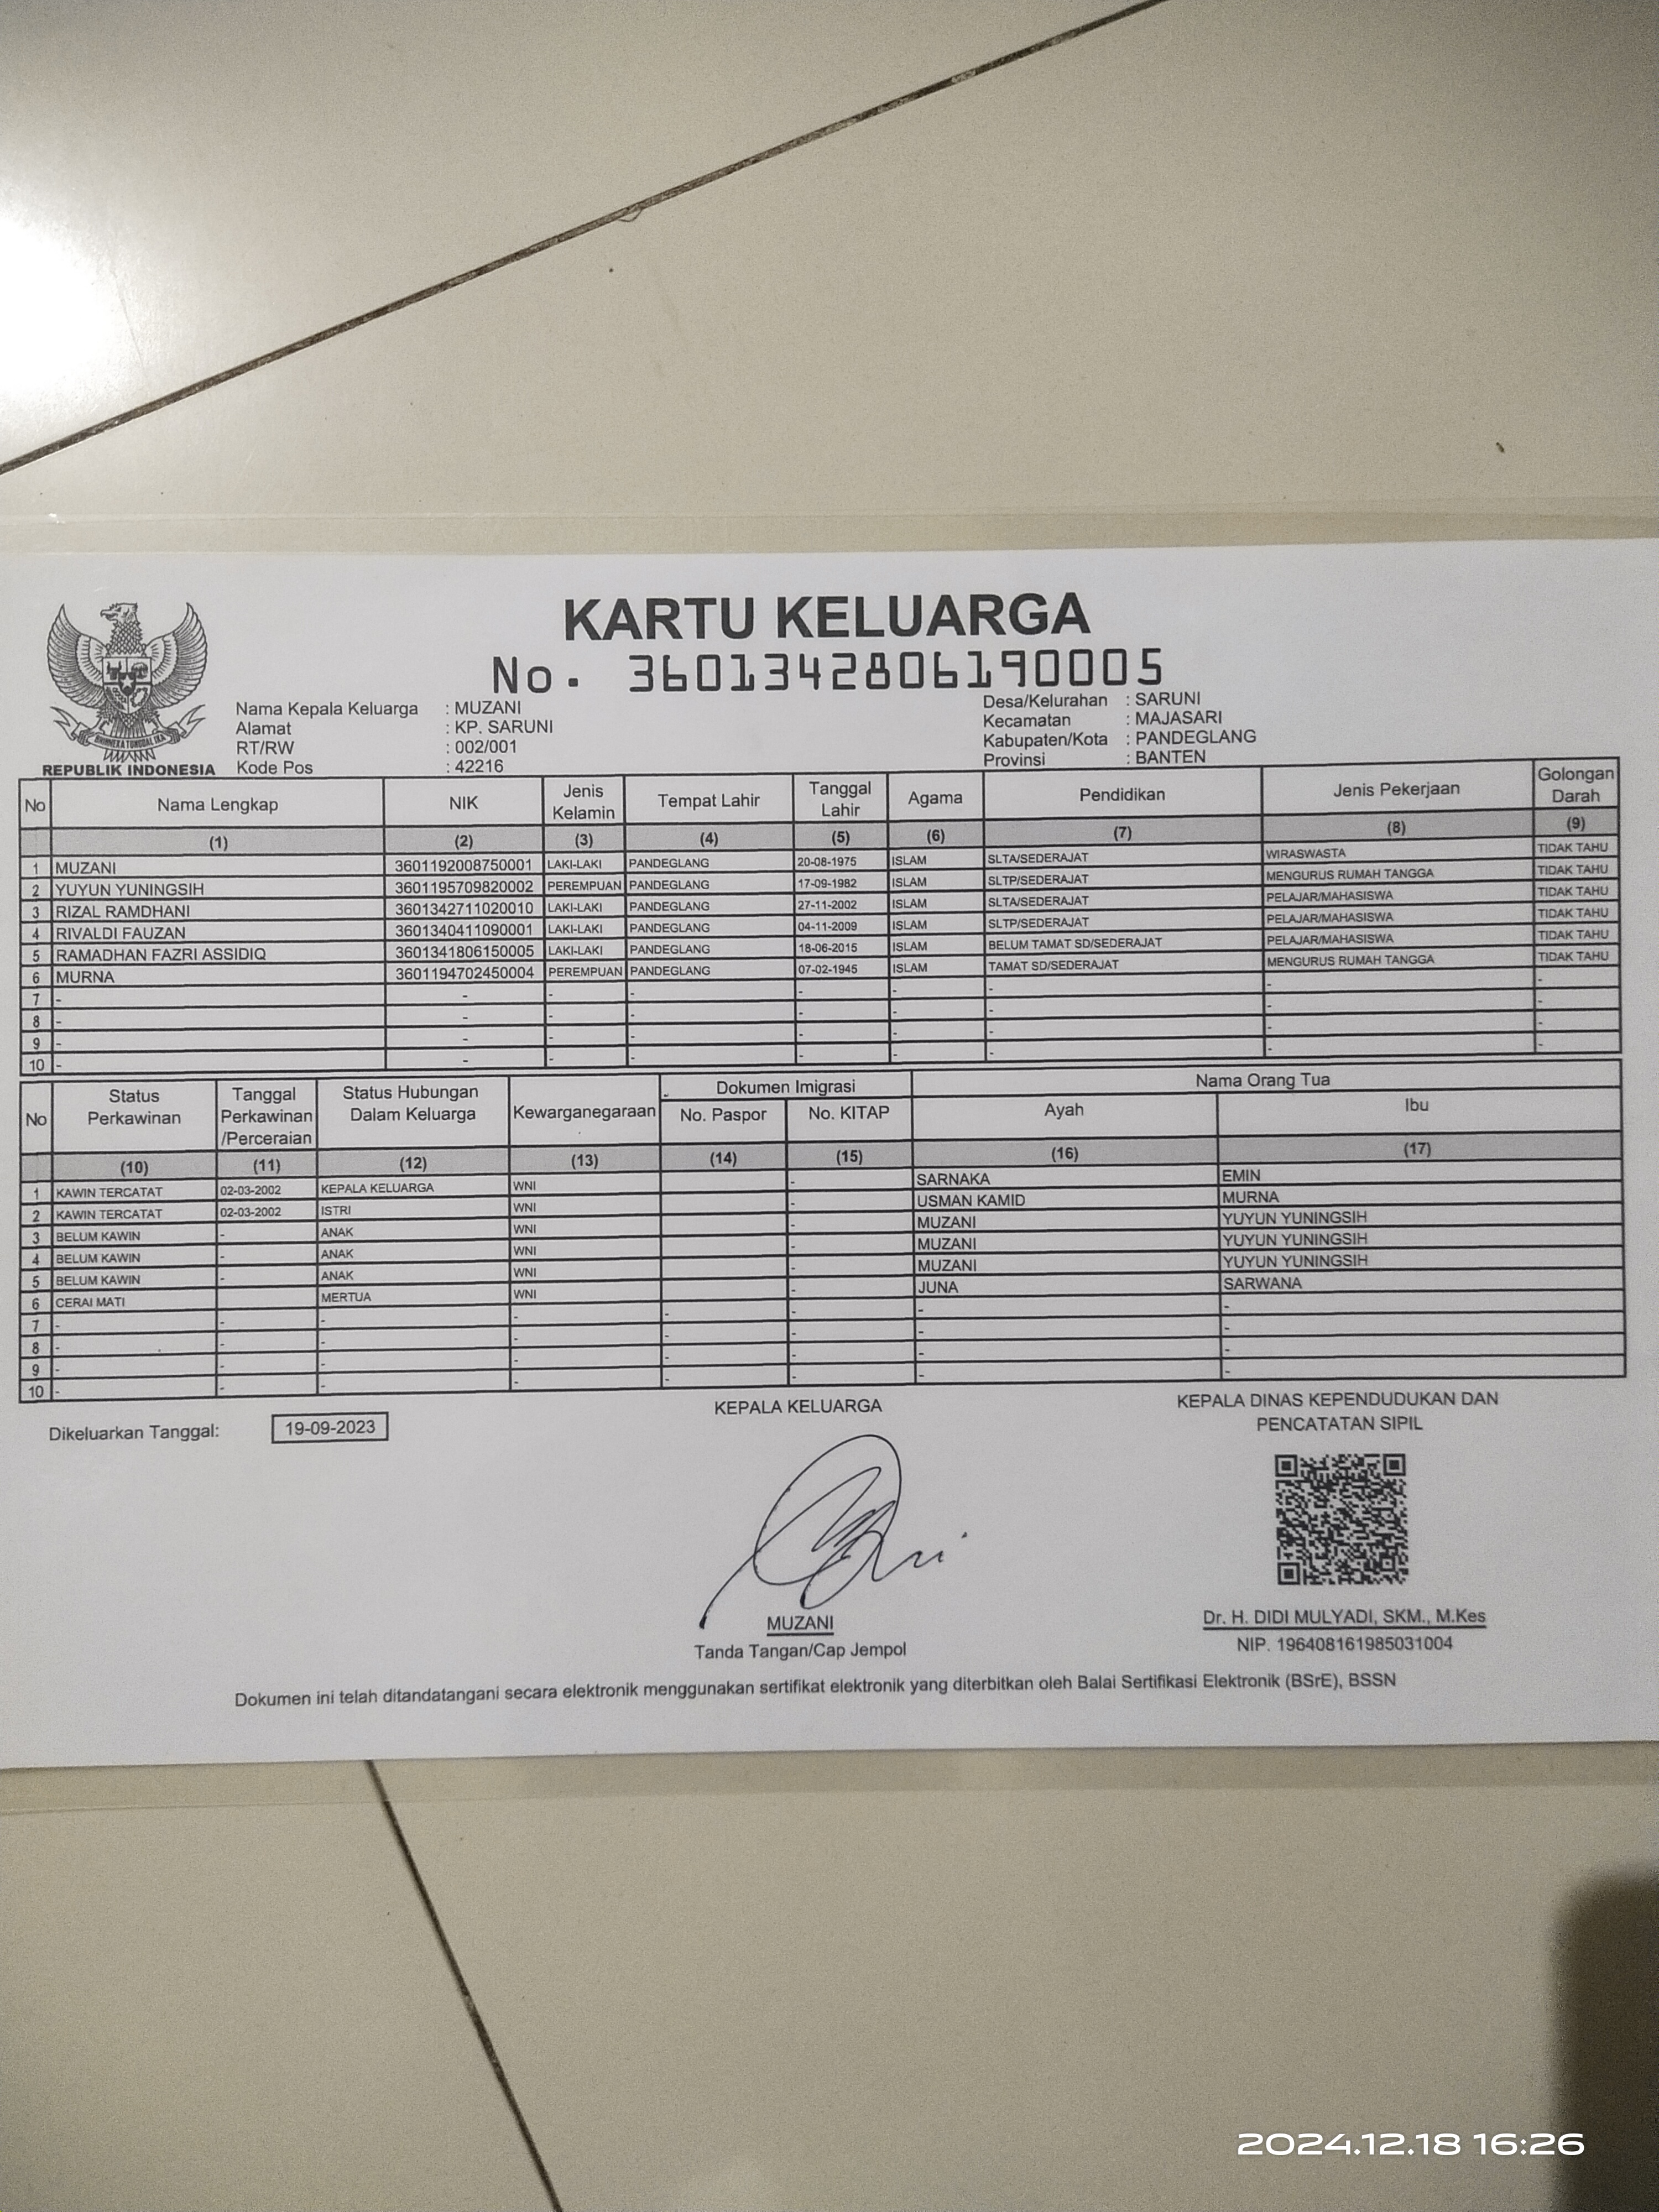 KARTU KELUARGA
No. 3601342806190005
BHINNEKA TUNGGAL IKA
REPUBLIK INDONESIA
Nama Kepala Keluarga : MUZANI
Alamat : KP. SARUNI
RT/RW : 002/001
Kode Pos : 42216
Desa/Kelurahan : SARUNI
Kecamatan : MAJASARI
Kabupaten/Kota : PANDEGLANG
Provinsi : BANTEN
No Nama Lengkap NIK Jenis Kelamin Tempat Lahir Tanggal Lahir Agama Pendidikan Jenis Pekerjaan Golongan Darah
(1) (2) (3) (4) (5) (6) (7) (8) (9)
1 MUZANI 3601192008750001 LAKI-LAKI PANDEGLANG 20-08-1975 ISLAM SLTA/SEDERAJAT WIRASWASTA TIDAK TAHU
2 YUYUN YUNINGSIH 3601195709820002 PEREMPUAN PANDEGLANG 17-09-1982 ISLAM SLTP/SEDERAJAT MENGURUS RUMAH TANGGA TIDAK TAHU
3 RIZAL RAMDHANI 3601342711020010 LAKI-LAKI PANDEGLANG 27-11-2002 ISLAM SLTA/SEDERAJAT PELAJAR/MAHASISWA TIDAK TAHU
4 RIVALDI FAUZAN 3601340411090001 LAKI-LAKI PANDEGLANG 04-11-2009 ISLAM SLTP/SEDERAJAT PELAJAR/MAHASISWA TIDAK TAHU
5 RAMADHAN FAZRI ASSIDIQ 3601341806150005 LAKI-LAKI PANDEGLANG 18-06-2015 ISLAM BELUM TAMAT SD/SEDERAJAT PELAJAR/MAHASISWA TIDAK TAHU
6 MURNA 3601194702450004 PEREMPUAN PANDEGLANG 07-02-1945 ISLAM TAMAT SD/SEDERAJAT MENGURUS RUMAH TANGGA TIDAK TAHU
7 - - - - - - - - -
8 - - - - - - - - -
9 - - - - - - - - -
10 - - - - - - - - -
No Status Perkawinan Tanggal Perkawinan /Perceraian Status Hubungan Dalam Keluarga Kewarganegaraan Dokumen Imigrasi No. Paspor No. KITAP Nama Orang Tua Ayah Ibu
(10) (11) (12) (13) (14) (15) (16) (17)
1 KAWIN TERCATAT 02-03-2002 KEPALA KELUARGA WNI - SARNAKA EMIN
2 KAWIN TERCATAT 02-03-2002 ISTRI WNI - USMAN KAMID MURNA
3 BELUM KAWIN - ANAK WNI - MUZANI YUYUN YUNINGSIH
4 BELUM KAWIN - ANAK WNI - MUZANI YUYUN YUNINGSIH
5 BELUM KAWIN - ANAK WNI - MUZANI YUYUN YUNINGSIH
6 CERAI MATI MERTUA WNI - JUNA SARWANA
7 - - - - - - - -
8 - - - - - - - -
9 - - - - - - - -
10 - - - - - - - -
Dikeluarkan Tanggal: 19-09-2023
KEPALA KELUARGA
MUZANI
Tanda Tangan/Cap Jempol
KEPALA DINAS KEPENDUDUKAN DAN
PENCATATAN SIPIL
Dr. H. DIDI MULYADI, SKM., M.Kes
NIP. 196408161985031004
Dokumen ini telah ditandatangani secara elektronik menggunakan sertifikat elektronik yang diterbitkan oleh Balai Sertifikasi Elektronik (BSrE), BSSN
2024.12.18 16:26